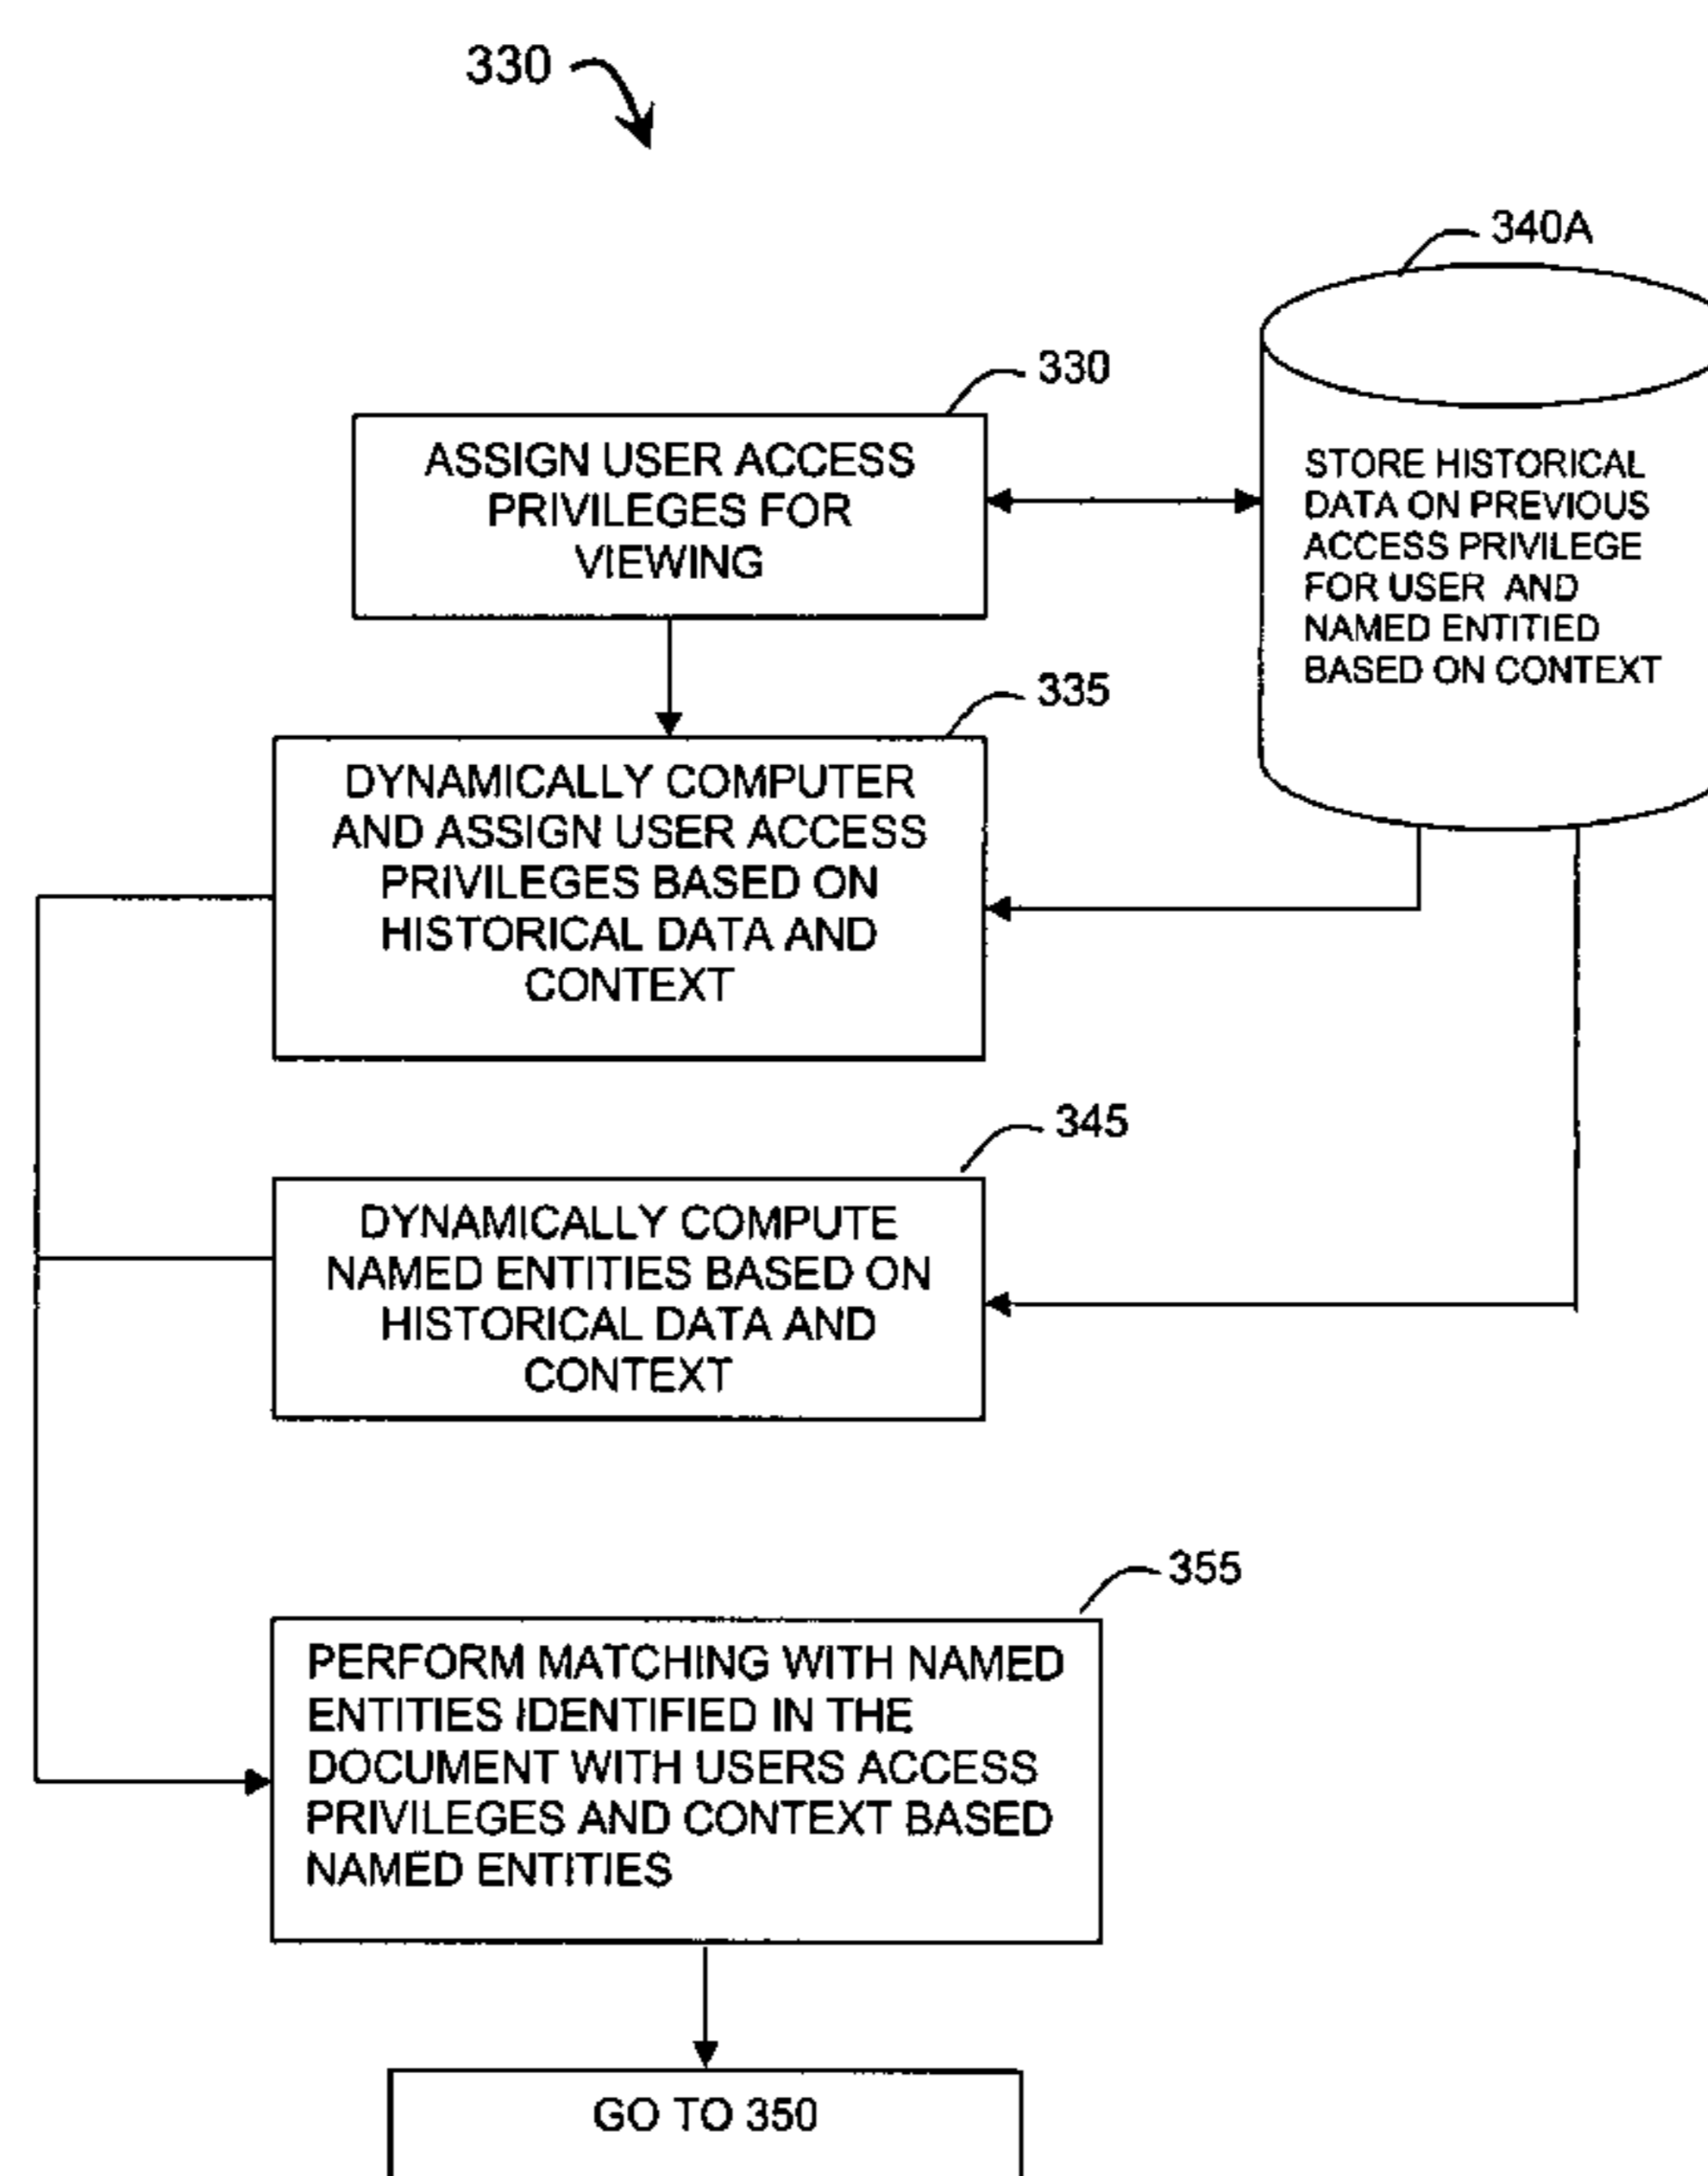 330
340A
330
ASSIGN USER ACCESS
PRIVILEGES FOR
VIEWING
STORE HISTORICAL
DATA ON PREVIOUS
ACCESS PRIVILEGE
FOR USER AND
NAMED ENTITIED
BASED ON CONTEXT
335
DYNAMICALLY COMPUTER
AND ASSIGN USER ACCESS
PRIVILEGES BASED ON
HISTORICAL DATA AND
CONTEXT
345
DYNAMICALLY COMPUTE
NAMED ENTITIES BASED ON
HISTORICAL DATA AND
CONTEXT
355
PERFORM MATCHING WITH NAMED
ENTITIES IDENTIFIED IN THE
DOCUMENT WITH USERS ACCESS
PRIVILEGES AND CONTEXT BASED
NAMED ENTITIES
GO TO 350